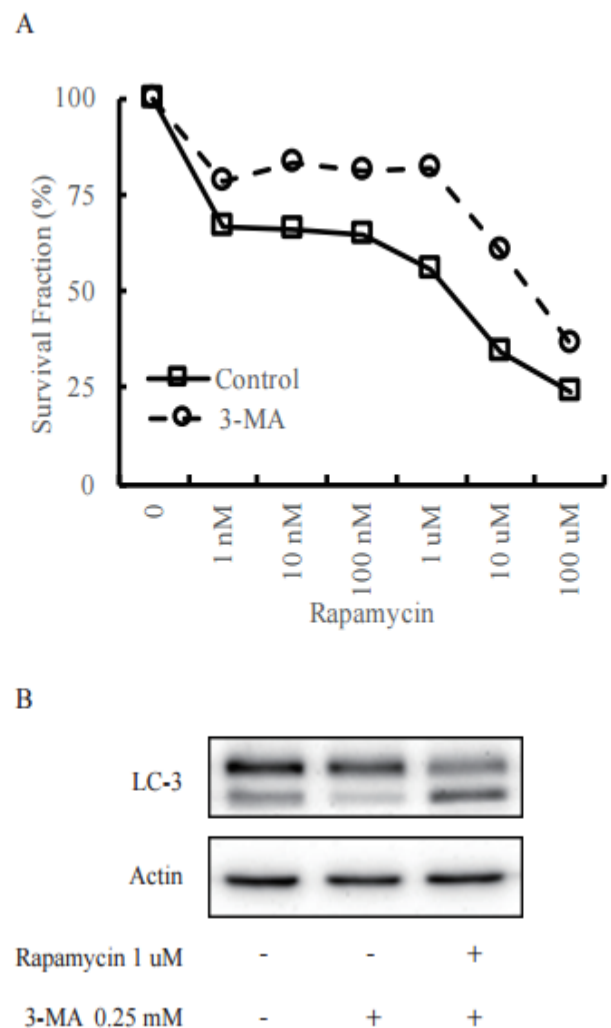 A
100
75
50
25
0
Survival Fraction (%)
Control
3-MA
0
1 nM
10 nM
100 nM
1 uM
10 uM
100 uM
Rapamycin
B
LC-3
Actin
Rapamycin 1 uM - - +
3-MA 0.25 mM - + +